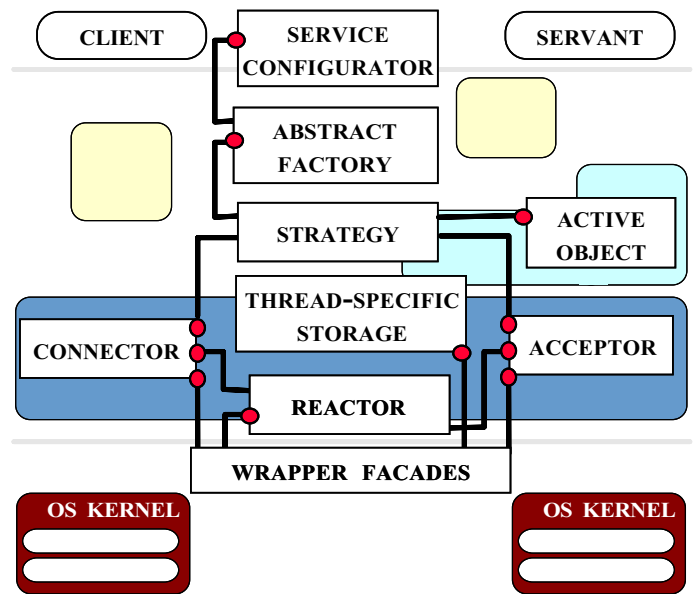 CLIENT
SERVICE
CONFIGURATOR
SERVANT
ABSTRACT
FACTORY
STRATEGY
ACTIVE
OBJECT
THREAD-SPECIFIC
STORAGE
CONNECTOR
ACCEPTOR
REACTOR
WRAPPER FACADES
OS KERNEL
OS KERNEL